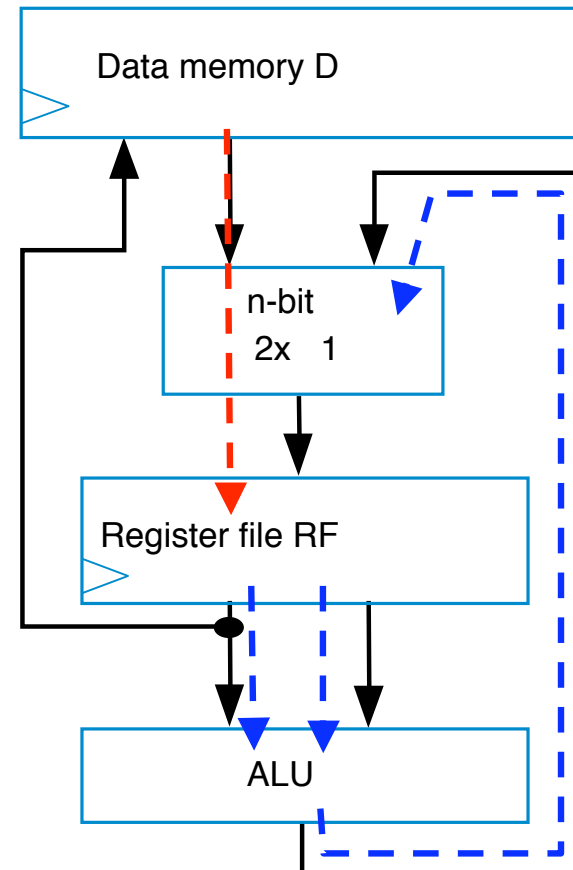 Data memory D
n-bit
2x 1
Register file RF
ALU